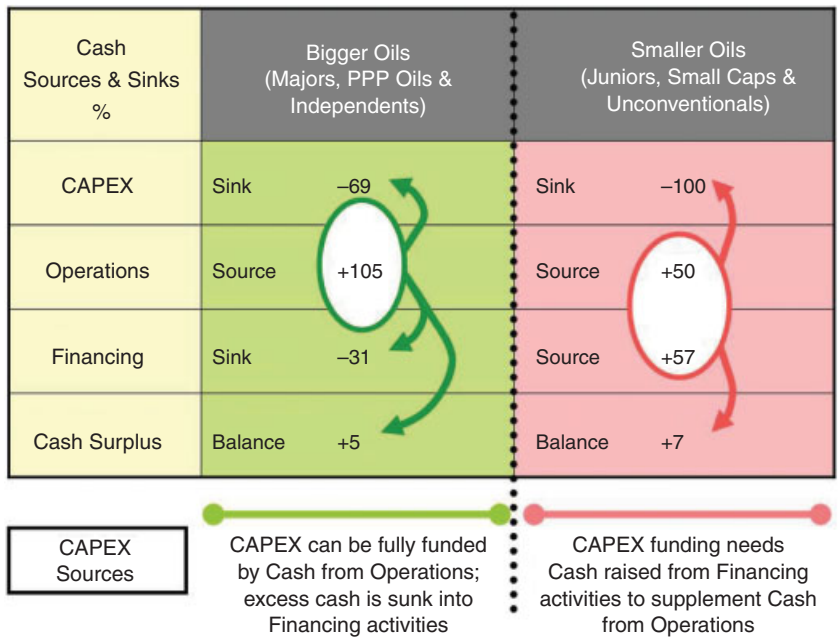 Cash
Sources & Sinks
%
Bigger Oils
(Majors, PPP Oils &
Independents)
Smaller Oils
(Juniors, Small Caps &
Unconventionals)
CAPEX
Sink –69
Sink –100
Operations
Source +105
Source +50
Financing
Sink –31
Source +57
Cash Surplus
Balance +5
Balance +7
CAPEX
Sources
CAPEX can be fully funded
by Cash from Operations;
excess cash is sunk into
Financing activities
CAPEX funding needs
Cash raised from Financing
activities to supplement Cash
from Operations